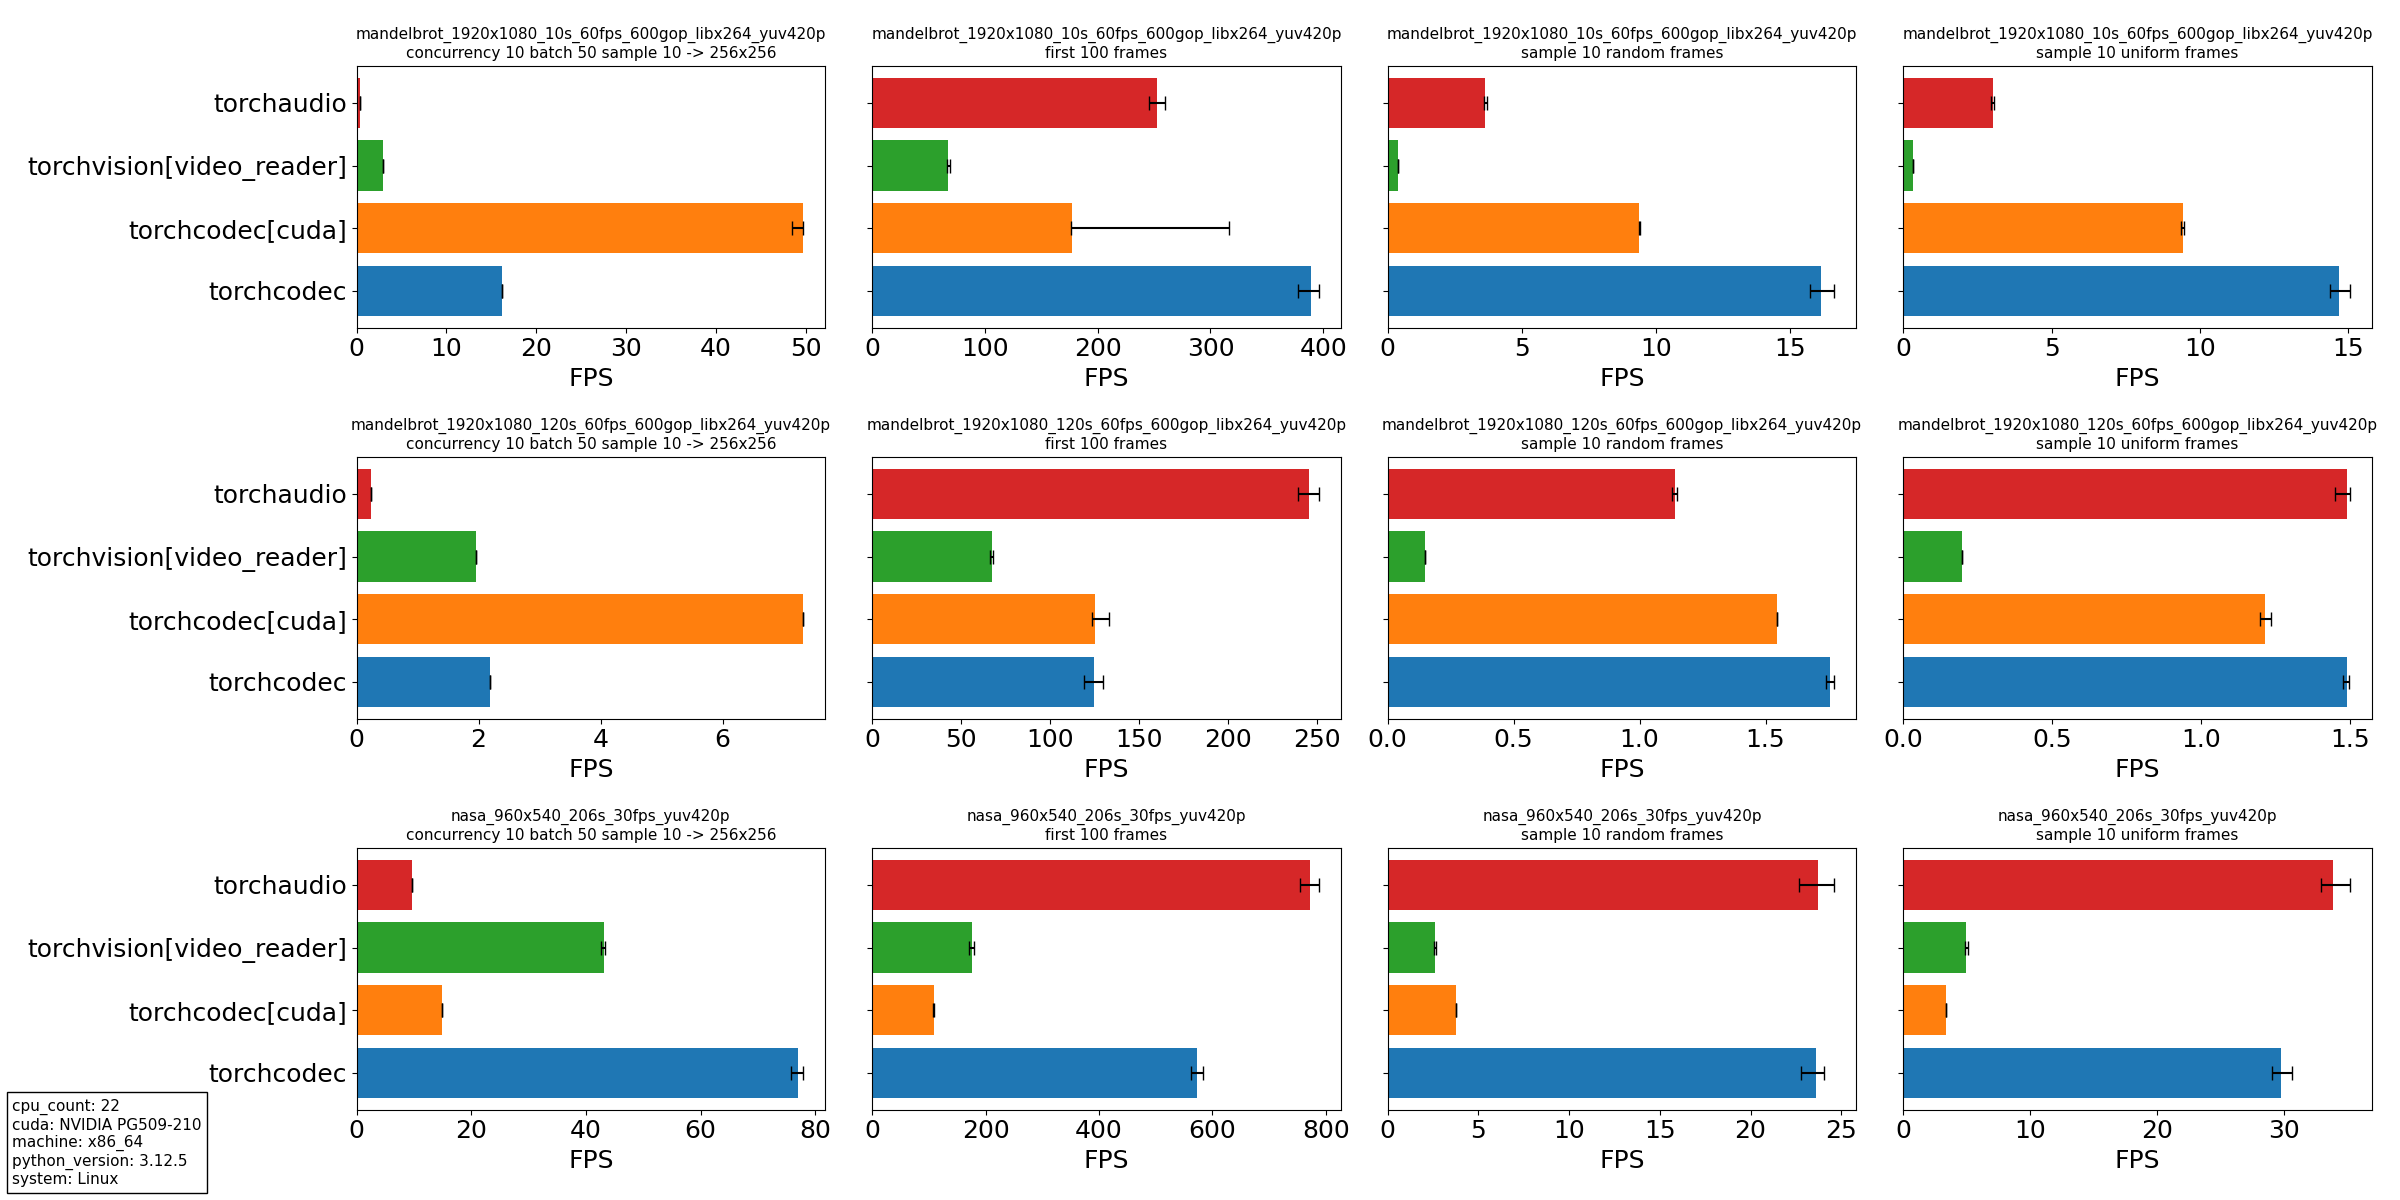 mandelbrot_1920x1080_10s_60fps_600gop_libx264_yuv420p
concurrency 10 batch 50 sample 10 -> 256x256
torchaudio
torchvision[video_reader]
torchcodec[cuda]
torchcodec
0 10 20 30 40 50
FPS
mandelbrot_1920x1080_10s_60fps_600gop_libx264_yuv420p
first 100 frames
0 100 200 300 400
FPS
mandelbrot_1920x1080_10s_60fps_600gop_libx264_yuv420p
sample 10 random frames
0 5 10 15
FPS
mandelbrot_1920x1080_10s_60fps_600gop_libx264_yuv420p
sample 10 uniform frames
0 5 10 15
FPS
mandelbrot_1920x1080_120s_60fps_600gop_libx264_yuv420p
concurrency 10 batch 50 sample 10 -> 256x256
torchaudio
torchvision[video_reader]
torchcodec[cuda]
torchcodec
0 2 4 6
FPS
mandelbrot_1920x1080_120s_60fps_600gop_libx264_yuv420p
first 100 frames
0 50 100 150 200 250
FPS
mandelbrot_1920x1080_120s_60fps_600gop_libx264_yuv420p
sample 10 random frames
0.0 0.5 1.0 1.5
FPS
mandelbrot_1920x1080_120s_60fps_600gop_libx264_yuv420p
sample 10 uniform frames
0.0 0.5 1.0 1.5
FPS
nasa_960x540_206s_30fps_yuv420p
concurrency 10 batch 50 sample 10 -> 256x256
torchaudio
torchvision[video_reader]
torchcodec[cuda]
torchcodec
0 20 40 60 80
FPS
nasa_960x540_206s_30fps_yuv420p
first 100 frames
0 200 400 600 800
FPS
nasa_960x540_206s_30fps_yuv420p
sample 10 random frames
0 5 10 15 20 25
FPS
nasa_960x540_206s_30fps_yuv420p
sample 10 uniform frames
0 10 20 30
FPS
cpu_count: 22
cuda: NVIDIA PG509-210
machine: x86_64
python_version: 3.12.5
system: Linux